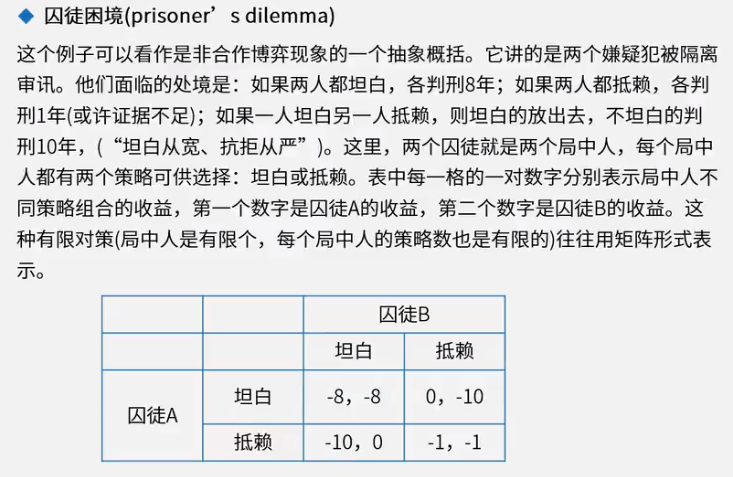 ◆ 囚徒困境(prisoner’s dilemma)
这个例子可以看作是非合作博弈现象的一个抽象概括。它讲的是两个嫌疑犯被隔离
审讯。他们面临的处境是：如果两人都坦白，各判刑8年；如果两人都抵赖，各判
刑1年(或许证据不足)；如果一人坦白另一人抵赖，则坦白的放出去，不坦白的判
刑10年，(“坦白从宽、抗拒从严”)。这里，两个囚徒就是两个局中人，每个局中
人都有两个策略可供选择：坦白或抵赖。表中每一格的一对数字分别表示局中人不
同策略组合的收益，第一个数字是囚徒A的收益，第二个数字是囚徒B的收益。这
种有限对策(局中人是有限个，每个局中人的策略数也是有限的)往往用矩阵形式表
示。
囚徒B
坦白 抵赖
囚徒A
坦白 -8，-8 0，-10
抵赖 -10，0 -1，-1